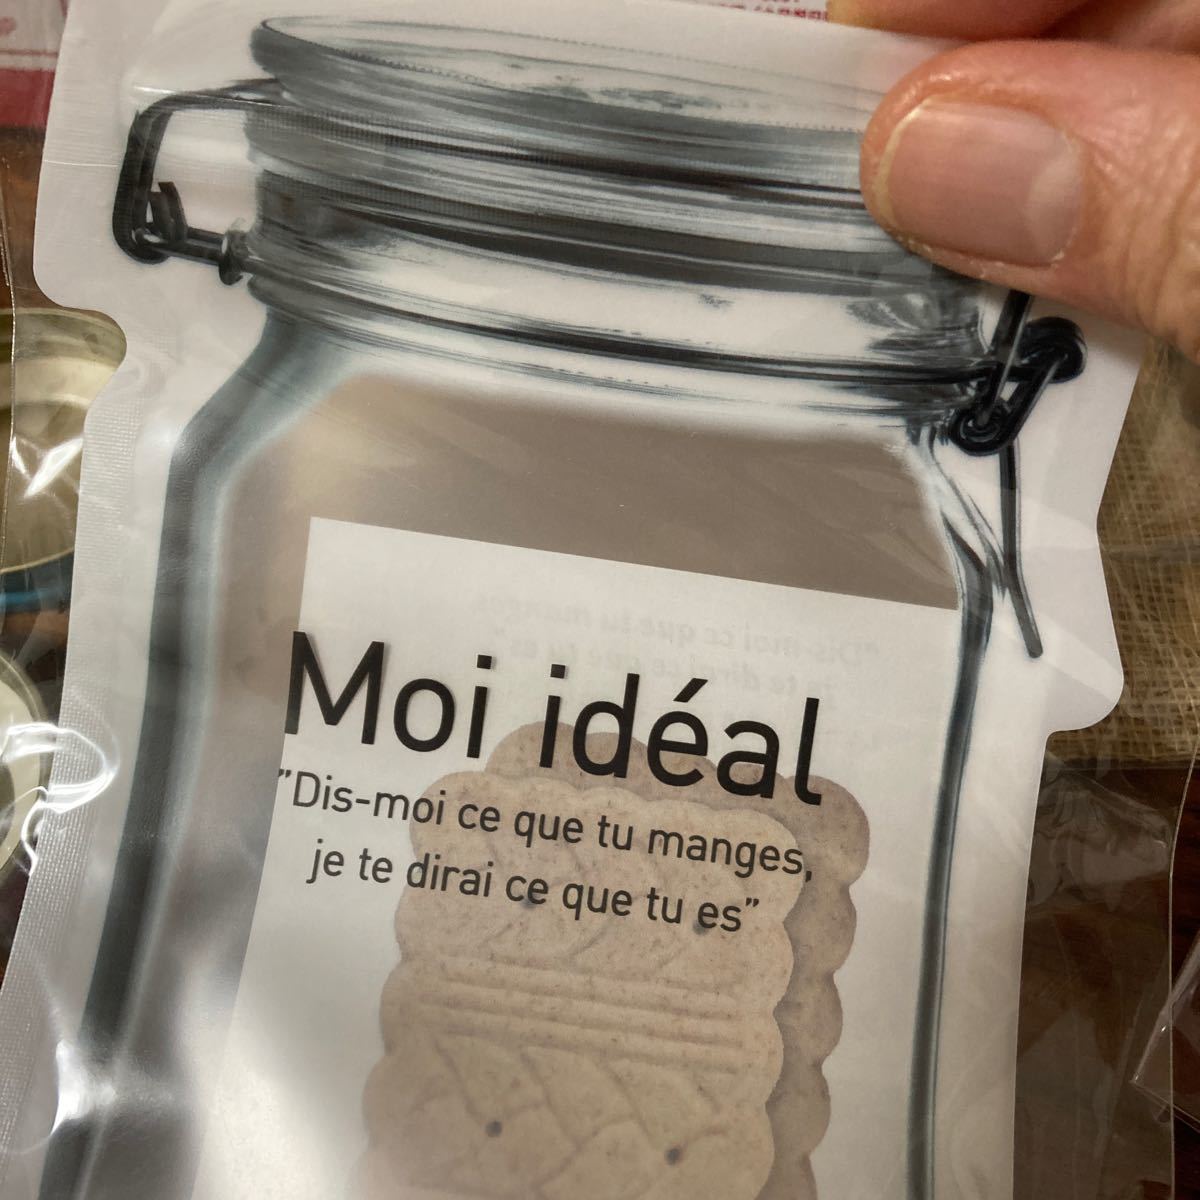 Moi idéal
”Dis-moi ce que tu manges,
je te dirai ce que tu es”